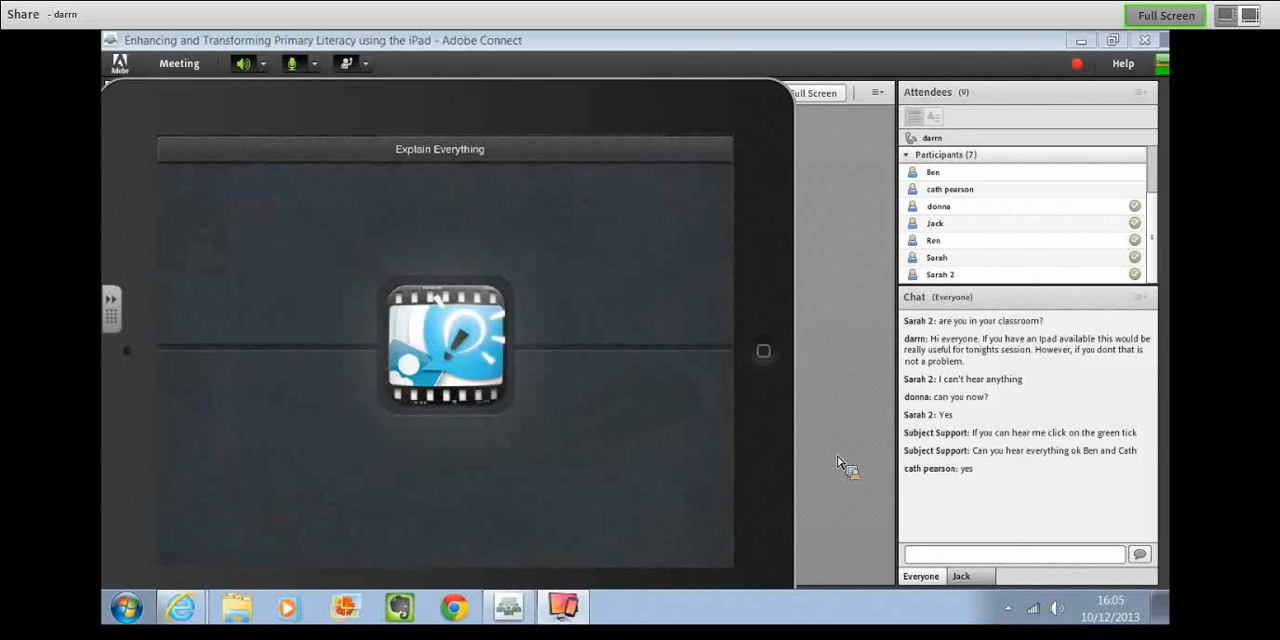 Share - darrn
Full Screen
Enhancing and Transforming Primary Literacy using the iPad - Adobe Connect
Adobe
Meeting
Help
Full Screen
Attendees (9)
darrn
Participants (7)
Ben
cath pearson
donna
Jack
Ren
Sarah
Sarah 2
Explain Everything
Chat (Everyone)
Sarah 2: are you in your classroom?
darrn: Hi everyone. If you have an Ipad available this would be
really useful for tonights session. However, if you dont that is
not a problem.
Sarah 2: I can't hear anything
donna: can you now?
Sarah 2: Yes
Subject Support: If you can hear me click on the green tick
Subject Support: Can you hear everything ok Ben and Cath
cath pearson: yes
Everyone
Jack
16:05
10/12/2013